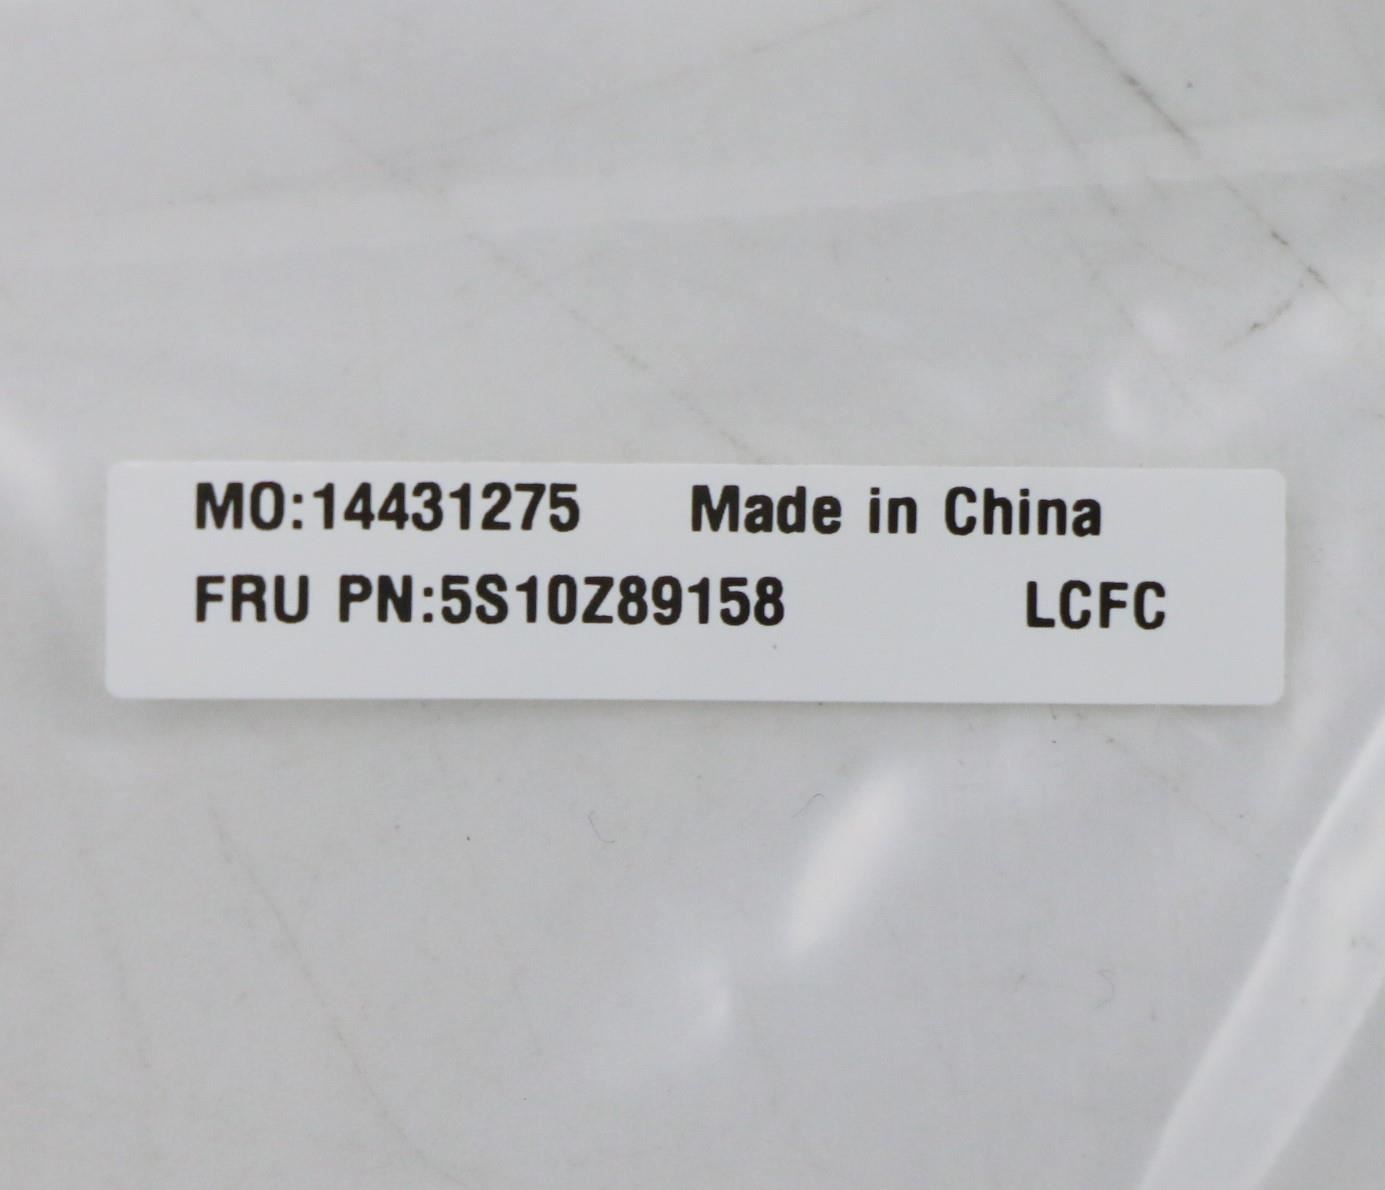 MO:14431275 Made in China
FRU PN:5S10Z89158 LCFC